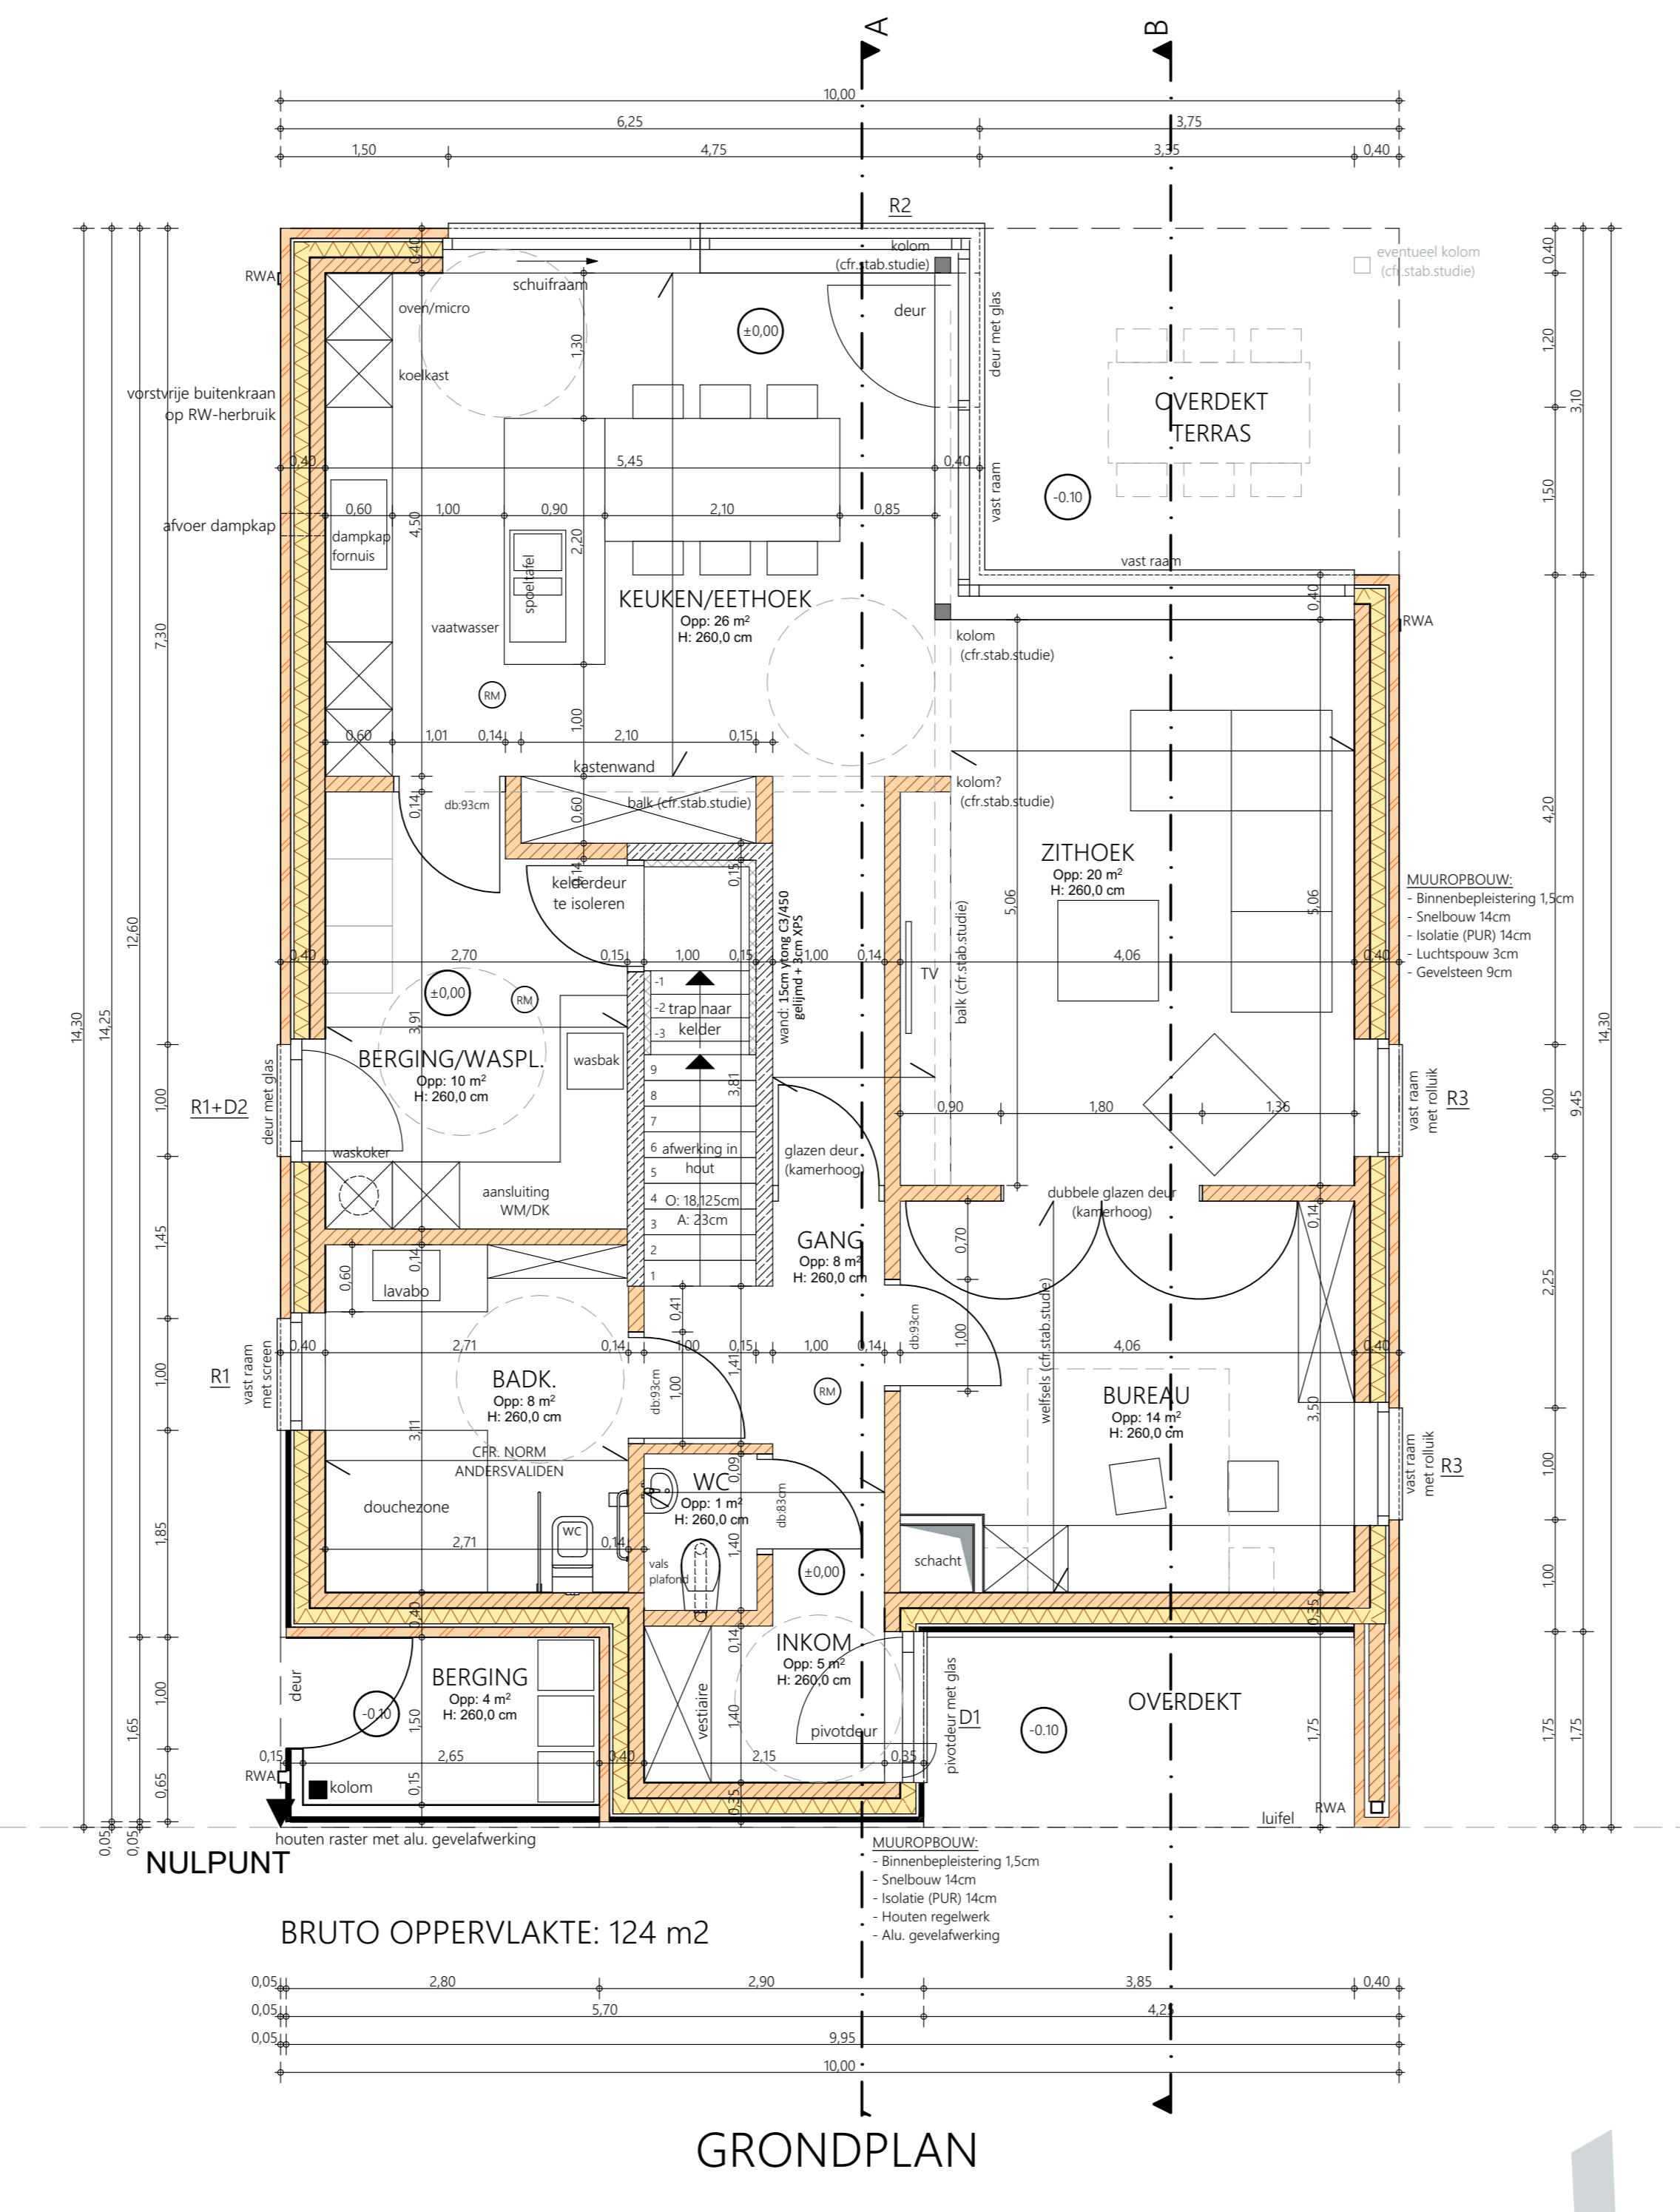 A
B
10,00
6,25
3,75
1,50
4,75
3,35
0,40
R2
RWA
0,40
schuifraam
kolom
(cfr.stab.studie)
eventueel kolom
(cfr.stab.studie)
0,40
oven/micro
±0,00
deur
deur met glas
1,30
1,20
koelkast
vorstvrije buitenkraan
op RW-herbruik
OVERDEKT
TERRAS
3,10
0,40
5,45
0,40
vast raam
-0.10
1,50
0,60
1,00
0,90
2,10
0,85
afvoer dampkap
dampkap
fornuis
4,50
2,20
spoeltafel
vast raam
KEUKEN/EETHOEK
Opp: 26 m²
H: 260,0 cm
0,40
RWA
vaatwasser
7,30
kolom
(cfr.stab.studie)
RM
1,00
0,60
1,01
0,14
2,10
0,15
kastenwand
kolom?
(cfr.stab.studie)
0,14
db:93cm
0,60
balk (cfr.stab.studie)
4,20
ZITHOEK
Opp: 20 m²
H: 260,0 cm
0,14
0,15
kelderdeur
te isoleren
5,06
5,06
MUUROPBOUW:
- Binnenbepleistering 1,5cm
- Snelbouw 14cm
- Isolatie (PUR) 14cm
- Luchtspouw 3cm
- Gevelsteen 9cm
wand: 15cm ytong C3/450
gelijmd + 3cm XPS
balk (cfr.stab.studie)
12,60
0,40
2,70
0,15
1,00
0,15
1,00
0,14
4,06
0,40
TV
±0,00
RM
-1
-2
trap naar
-3
kelder
14,30
14,25
3,91
14,30
BERGING/WASPL.
Opp: 10 m²
H: 260,0 cm
wasbak
9
8
3,81
7
6
afwerking in
5
hout
4
O: 18,125cm
3
A: 23cm
2
1
R1+D2
deur met glas
1,00
0,90
1,80
1,36
vast raam
met rolluik
R3
1,00
9,45
waskoker
glazen deur
(kamerhoog)
aansluiting
WM/DK
dubbele glazen deur
(kamerhoog)
0,14
1,45
GANG
Opp: 8 m²
H: 260,0 cm
0,70
0,14
0,60
lavabo
0,41
db:93cm
1,00
welfsels (cfr.stab.studie)
2,25
R1
vast raam
met screen
1,00
0,40
2,71
0,14
1,00
0,15
1,00
0,14
4,06
0,40
1,41
BADK.
Opp: 8 m²
H: 260,0 cm
db:93cm
1,00
RM
BUREAU
Opp: 14 m²
H: 260,0 cm
3,50
3,11
CFR. NORM
ANDERSVALIDEN
0,09
WC
Opp: 1 m²
H: 260,0 cm
db:83cm
vast raam
met rolluik
R3
1,00
douchezone
1,85
2,71
0,14
WC
vals
plafond
1,40
±0,00
schacht
1,00
0,40
0,35
0,14
INKOM
Opp: 5 m²
H: 260,0 cm
deur
BERGING
Opp: 4 m²
H: 260,0 cm
-0.10
1,00
1,65
1,50
vestiaire
1,40
pivotdeur
pivotdeur met glas
D1
-0.10
OVERDEKT
1,75
1,75
1,75
0,15
2,65
0,40
2,15
0,35
RWA
kolom
0,15
0,65
0,35
luifel
RWA
0,05
0,05
houten raster met alu. gevelafwerking
NULPUNT
MUUROPBOUW:
- Binnenbepleistering 1,5cm
- Snelbouw 14cm
- Isolatie (PUR) 14cm
- Houten regelwerk
- Alu. gevelafwerking
BRUTO OPPERVLAKTE: 124 m2
0,05
2,80
2,90
3,85
0,40
0,05
5,70
4,25
0,05
9,95
10,00
GRONDPLAN